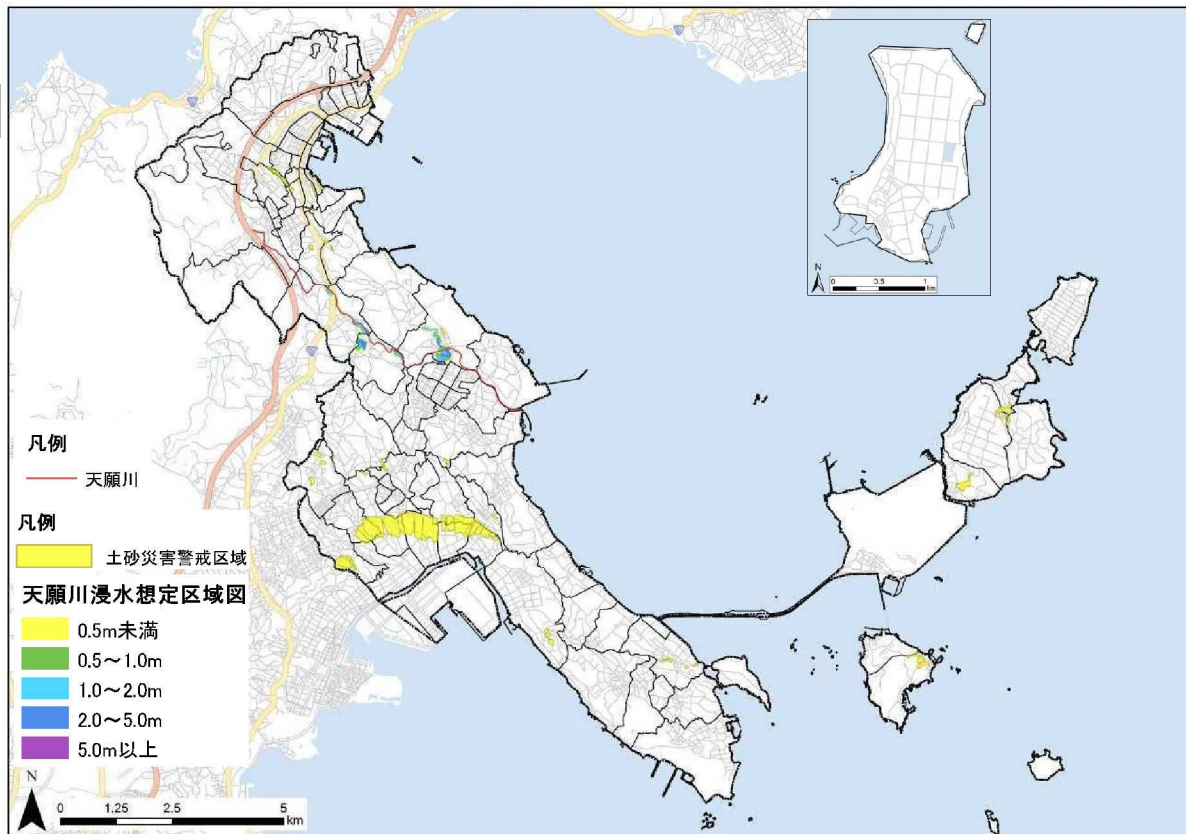 N
0 0.5 1
km
凡例
天願川
凡例
土砂災害警戒区域
天願川浸水想定区域図
0.5m未満
0.5～1.0m
1.0～2.0m
2.0～5.0m
5.0m以上
N
0 1.25 2.5 5
km